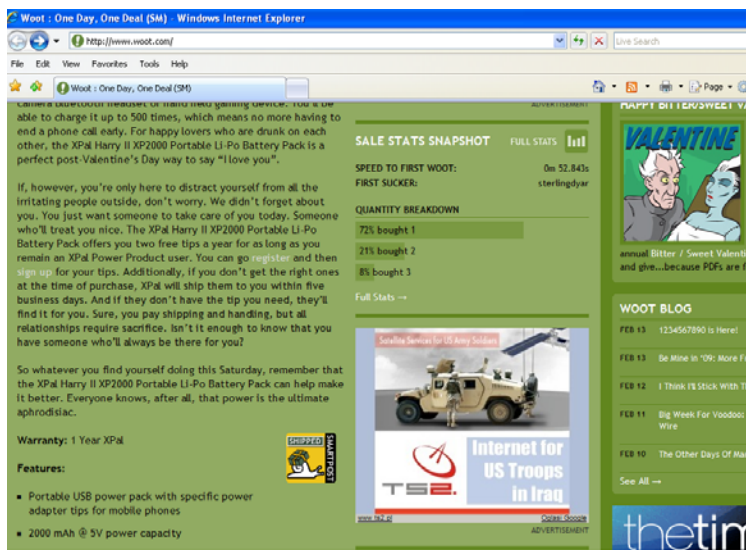 Woot : One Day, One Deal (SM) - Windows Internet Explorer
http://www.woot.com/
Live Search
File Edit View Favorites Tools Help
Woot : One Day, One Deal (SM)
Page
camera bluetooth headset or hand held gaming device. You'll be
able to charge it up to 500 times, which means no more having to
end a phone call early. For happy lovers who are drunk on each
other, the XPal Harry II XP2000 Portable Li-Po Battery Pack is a
perfect post-Valentine's Day way to say "I love you".
If, however, you're only here to distract yourself from all the
irritating people outside, don't worry. We didn't forget about
you. You just want someone to take care of you today. Someone
who'll treat you nice. The XPal Harry II XP2000 Portable Li-Po
Battery Pack offers you two free tips a year for as long as you
remain an XPal Power Product user. You can go register and then
sign up for your tips. Additionally, if you don't get the right ones
at the time of purchase, XPal will ship them to you within five
business days. And if they don't have the tip you need, they'll
find it for you. Sure, you pay shipping and handling, but all
relationships require sacrifice. Isn't it enough to know that you
have someone who'll always be there for you?
So whatever you find yourself doing this Saturday, remember that
the XPal Harry II XP2000 Portable Li-Po Battery Pack can help make
it better. Everyone knows, after all, that power is the ultimate
aphrodisiac.
Warranty: 1 Year XPal
SHIPPED
SMARTPOST
Features:
Portable USB power pack with specific power
adapter tips for mobile phones
2000 mAh @ 5V power capacity
ADVERTISEMENT
SALE STATS SNAPSHOT FULL STATS
SPEED TO FIRST WOOT: 0m 52.843s
FIRST SUCKER: sterlingdyar
QUANTITY BREAKDOWN
72% bought 1
21% bought 2
8% bought 3
Full Stats →
Satellite Services for US Army Soldiers
TS2.
Internet for
US Troops
in Iraq
www.ts2.pl Ogłasi Google
ADVERTISEMENT
HAPPY BITTER/SWEET V
VALENTINE
annual Bitter / Sweet Valenti
and give...because PDFs are f
WOOT BLOG
FEB 13 1234567890 Is Here!
FEB 13 Be Mine In '09: More F
FEB 12 I Think I'll Stick With T
FEB 11 Big Week For Voodoo:
Wire
FEB 10 The Other Days Of Ma
See All →
thetim